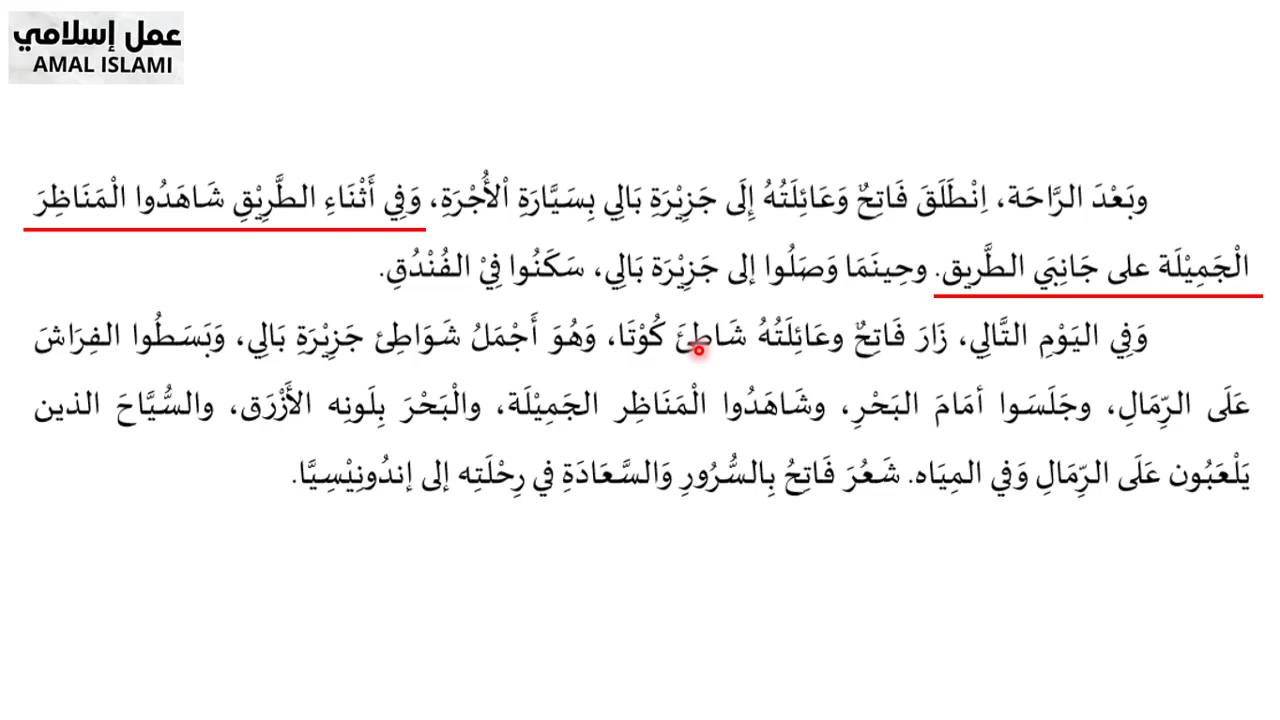 عمل إسلامي
AMAL ISLAMI
وبَعْدَ الرَّاحَة، اِنْطَلَقَ فَاتِحٌ وَعَائِلَتُهُ إِلَى جَزِيْرَةِ بَالِي بِسَيَّارَةِ اْلأُجْرَةِ، وَفِي أَثْنَاءِ الطَّرِيْقِ شَاهَدُوا الْمَنَاظِرَ
الْجَمِيْلَة على جَانِبَي الطَّريق. وحِينَمَا وَصَلُوا إلى جَزِيْرَة بَالِي، سَكَنُوا فِيْ الفُنْدُقِ.
وَفِي اليَوْمِ التَّالِي، زَارَ فَاتِحٌ وعَائِلَتُهُ شَاطِئَ كُوْتَا، وَهُوَ أَجْمَلُ شَوَاطِئ جَزِيْرَةِ بَالِي، وَبَسَطُوا الفِرَاشَ
عَلَى الرِّمَالِ، وجَلَسَوا أمَامَ البَحْرِ، وشَاهَدُوا الْمَنَاظِر الجَمِيْلَة، والْبَحْرَ بِلَونِه الأَزْرَق، والسُّيَّاحَ الذين
يَلْعَبُون عَلَى الرِّمَالِ وَفي المِيَاه. شَعُرَ فَاتِحُ بِالسُّرُورِ وَالسَّعَادَةِ في رِحْلَتِه إلى إندُونِيْسِيَّا.